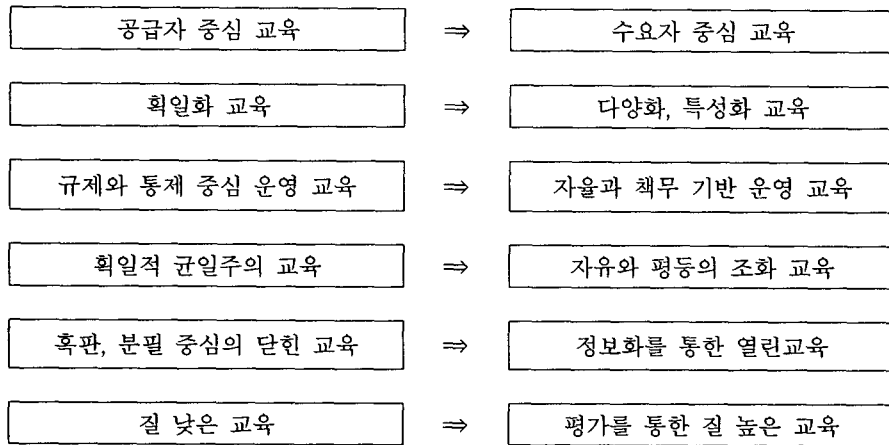 공급자 중심 교육 ⇒ 수요자 중심 교육
획일화 교육 ⇒ 다양화, 특성화 교육
규제와 통제 중심 운영 교육 ⇒ 자율과 책무 기반 운영 교육
획일적 균일주의 교육 ⇒ 자유와 평등의 조화 교육
흑판, 분필 중심의 닫힌 교육 ⇒ 정보화를 통한 열린교육
질 낮은 교육 ⇒ 평가를 통한 질 높은 교육